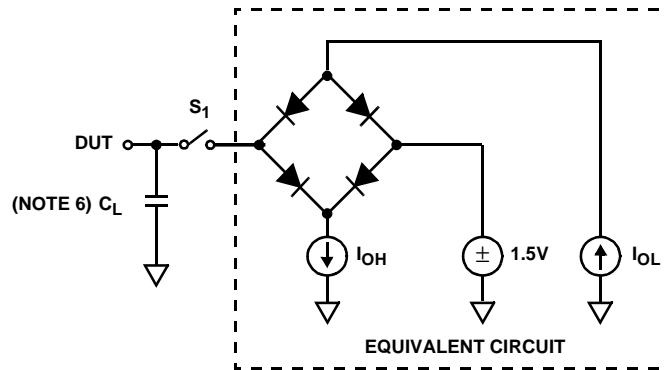 S1
DUT
(NOTE 6) CL
IOH
± 1.5V
IOL
EQUIVALENT CIRCUIT